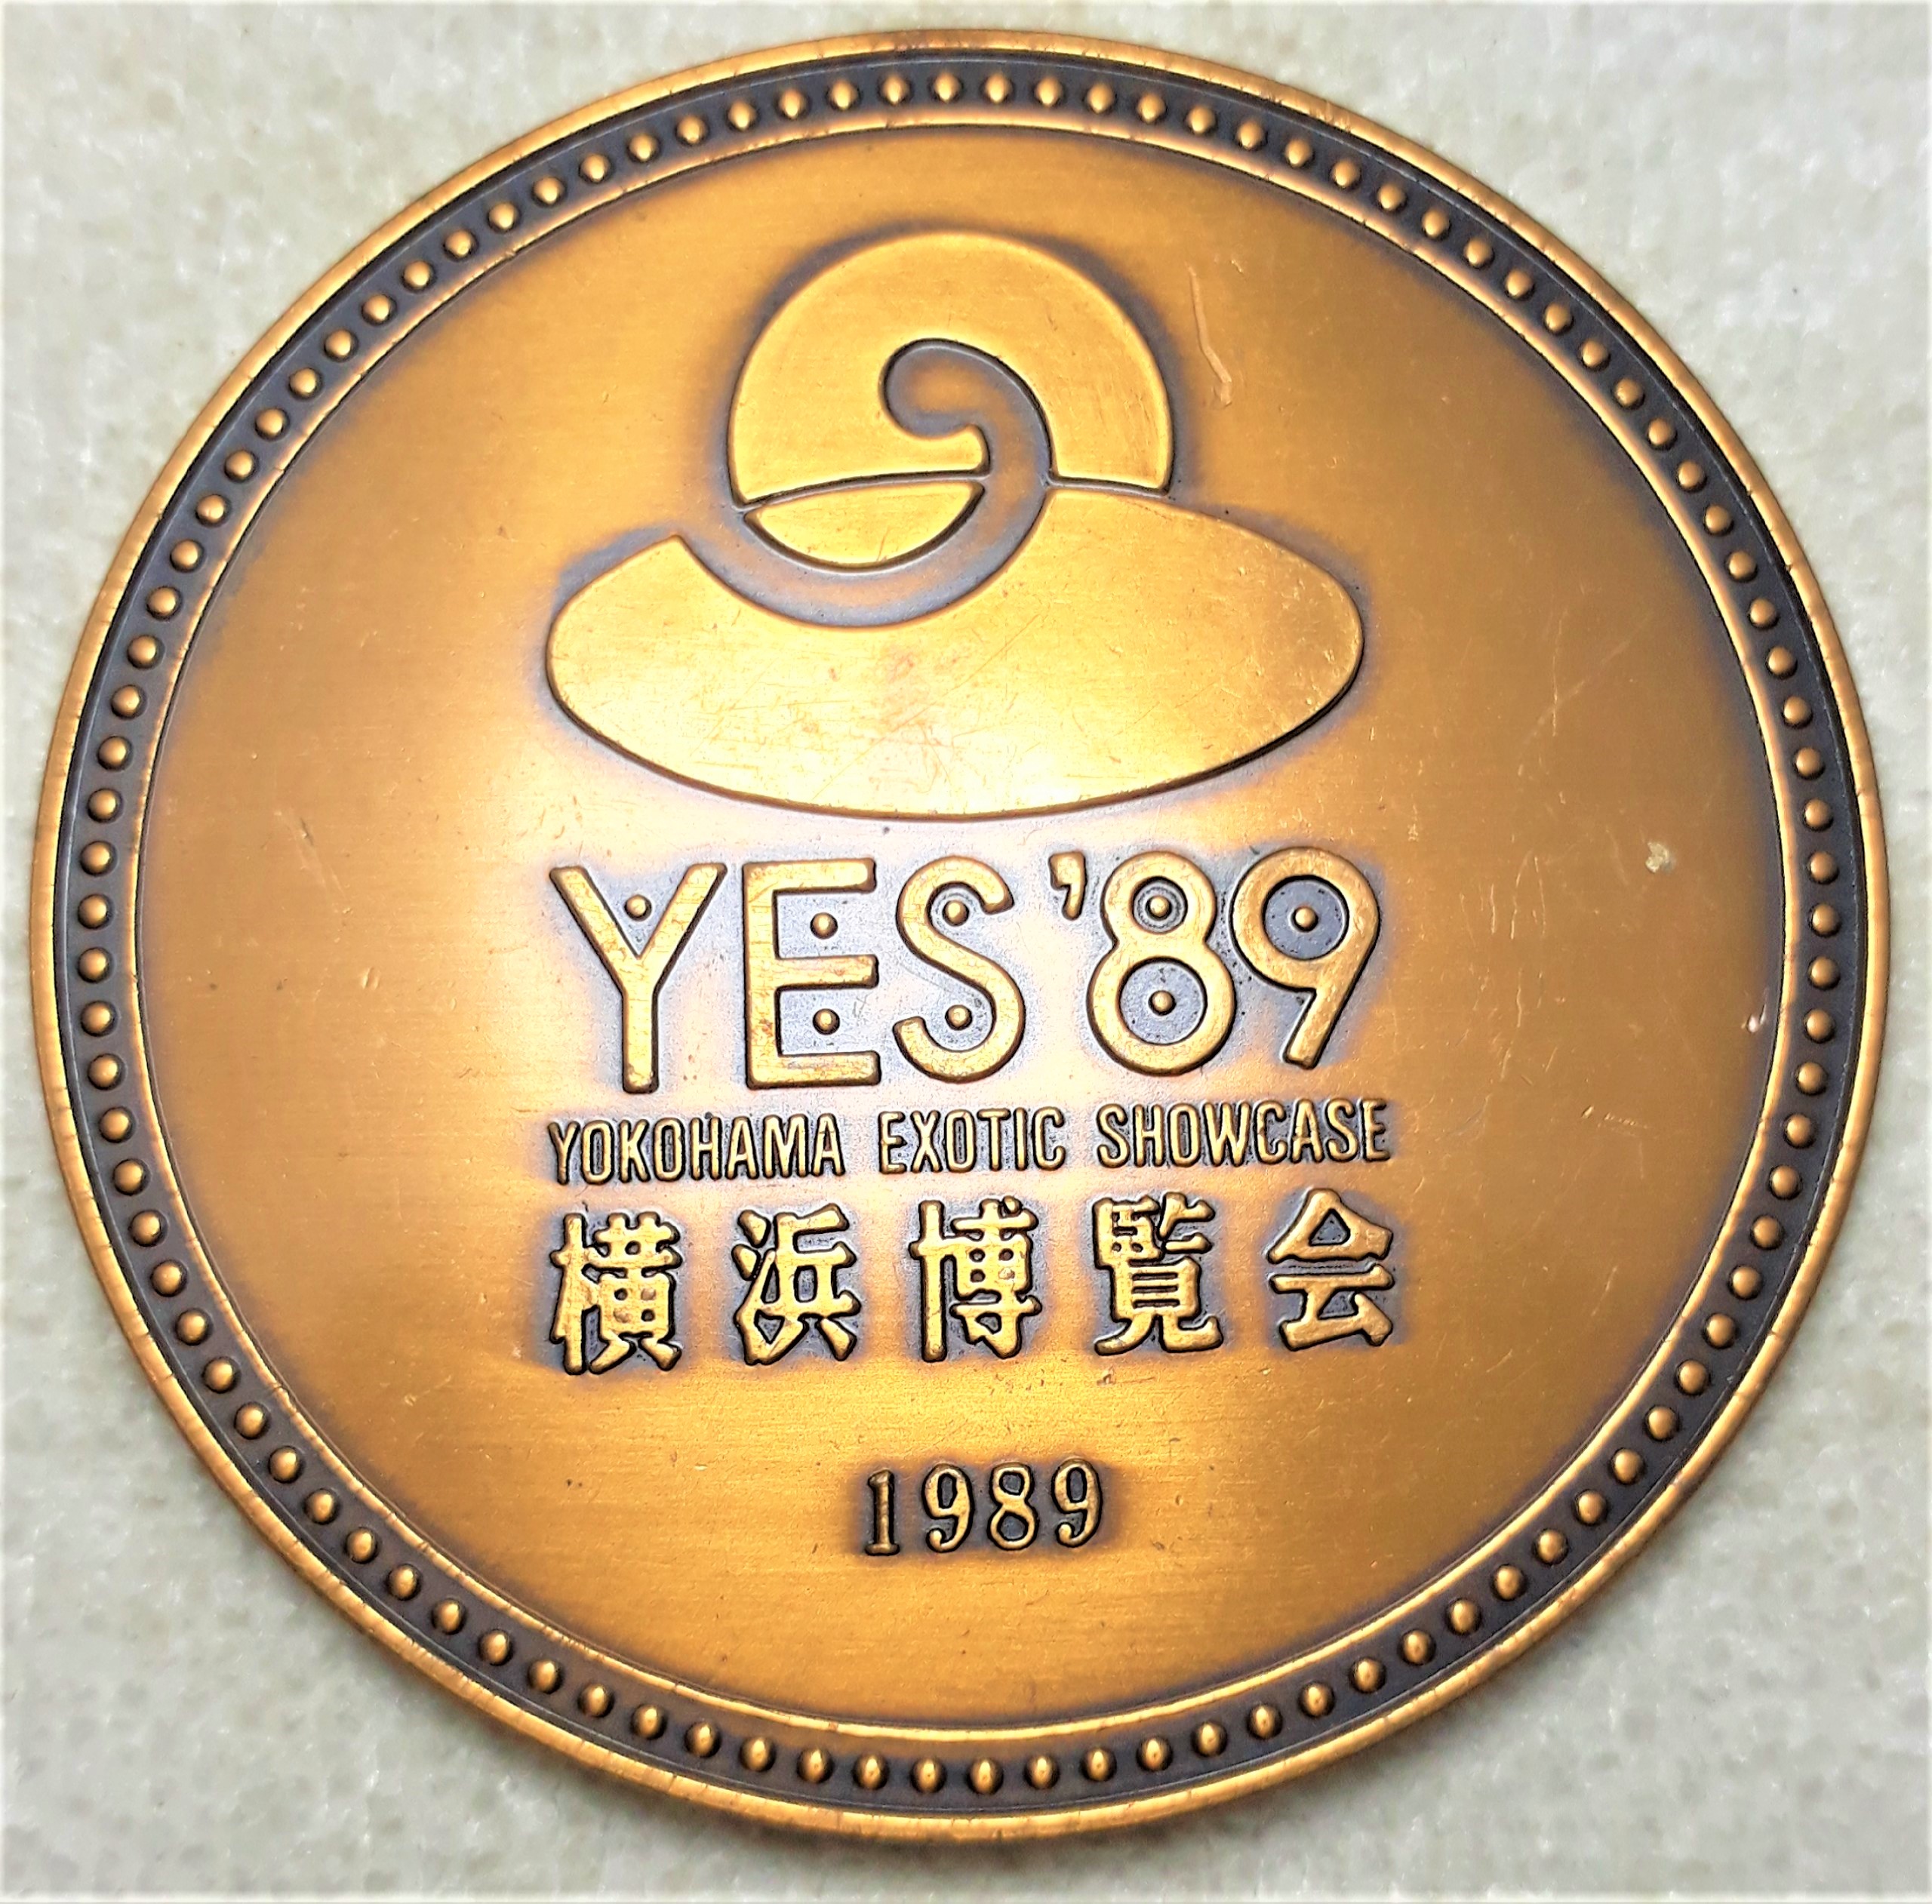 YES '89
YOKOHAMA EXOTIC SHOWCASE
横浜博覧会
1989